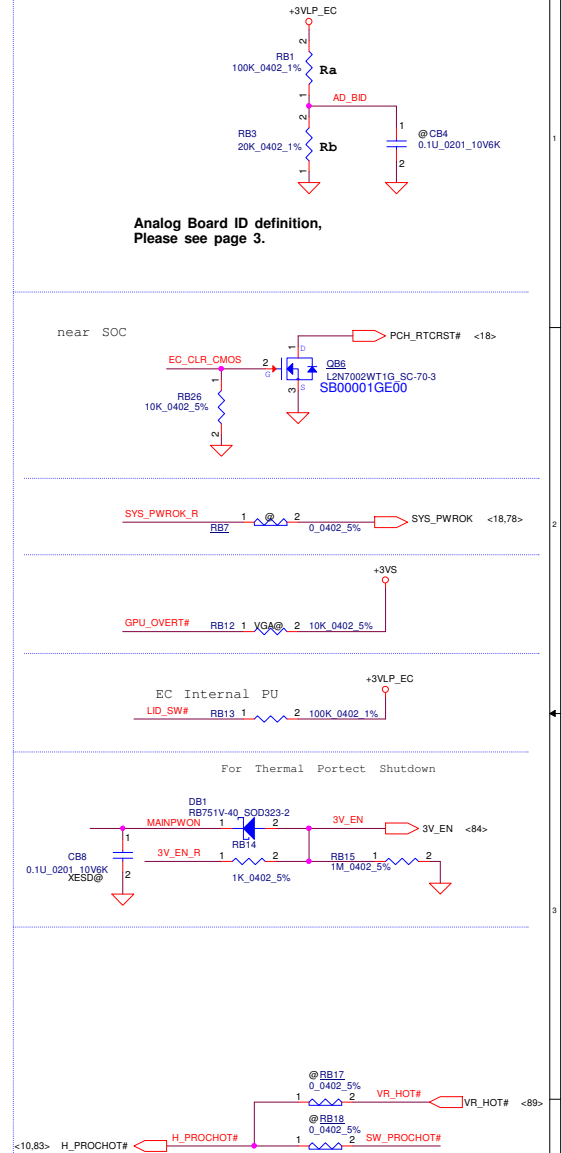 +3VLP_EC
2
RB1
100K_0402_1%
Ra
1
AD_BID
2
RB3
20K_0402_1%
Rb
1
1
@ CB4
0.1U_0201_10V6K
2
1
Analog Board ID definition,
Please see page 3.
near SOC
PCH_RTCRST# <18>
1
D
EC_CLR_CMOS
2
G
QB6
L2N7002WT1G_SC-70-3
SB00001GE00
3
S
1
RB26
10K_0402_5%
2
SYS_PWROK_R
1
@
2
RB7
0_0402_5%
SYS_PWROK <18,78>
2
+3VS
GPU_OVERT#
RB12
1
VGA@
2
10K_0402_5%
+3VLP_EC
EC Internal PU
LID_SW#
RB13
1
2
100K_0402_1%
For Thermal Portect Shutdown
DB1
RB751V-40_SOD323-2
MAINPWON
1
2
3V_EN
3V_EN <84>
1
CB8
0.1U_0201_10V6K
XESD@
2
3V_EN_R
1
RB14
2
1K_0402_5%
RB15
1M_0402_5%
1
2
3
@ RB17
0_0402_5%
1
2
VR_HOT#
VR_HOT# <89>
@ RB18
0_0402_5%
<10,83> H_PROCHOT#
H_PROCHOT#
1
2
SW_PROCHOT#